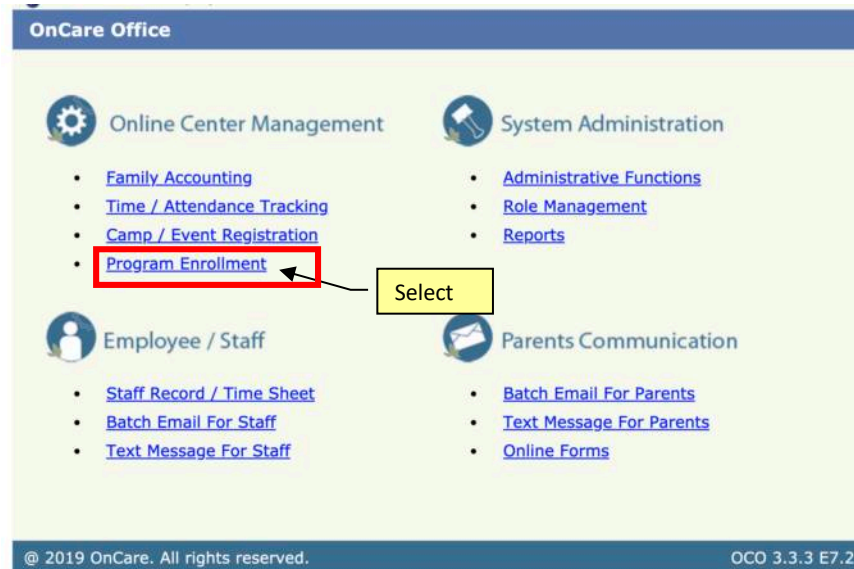 OnCare Office
Online Center Management
• Family Accounting
• Time / Attendance Tracking
• Camp / Event Registration
• Program Enrollment
Select
System Administration
• Administrative Functions
• Role Management
• Reports
Employee / Staff
• Staff Record / Time Sheet
• Batch Email For Staff
• Text Message For Staff
Parents Communication
• Batch Email For Parents
• Text Message For Parents
• Online Forms
@ 2019 OnCare. All rights reserved.
OCO 3.3.3 E7.2